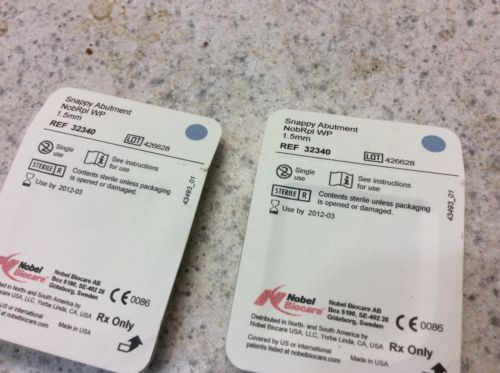 Snappy Abutment
NobRpl WP
1.5mm
REF 32340
LOT 426628
Single use
See instructions for use
STERILE R
Contents sterile unless packaging
is opened or damaged.
Use by 2012-03
43493_01
Nobel
Biocare
Nobel Biocare AB
Box 5190, SE-402 26
Göteborg, Sweden
CE 0086
in North- and South America by
Biocare USA, LLC, Yorba Linda, CA, USA
Rx Only
US or international
at nobelbiocare.com
Made in USA
Snappy Abutment
NobRpl WP
1.5mm
REF 32340
LOT 426628
Single use
See instructions for use
STERILE R
Contents sterile unless packaging
is opened or damaged.
Use by 2012-03
43493_01
Nobel
Biocare
Nobel Biocare AB
Box 5190, SE-402 26
Göteborg, Sweden
CE 0086
Distributed in North- and South America by
Nobel Biocare USA, LLC, Yorba Linda, CA, USA
Rx Only
Covered by US or international
patents listed at nobelbiocare.com
Made in USA